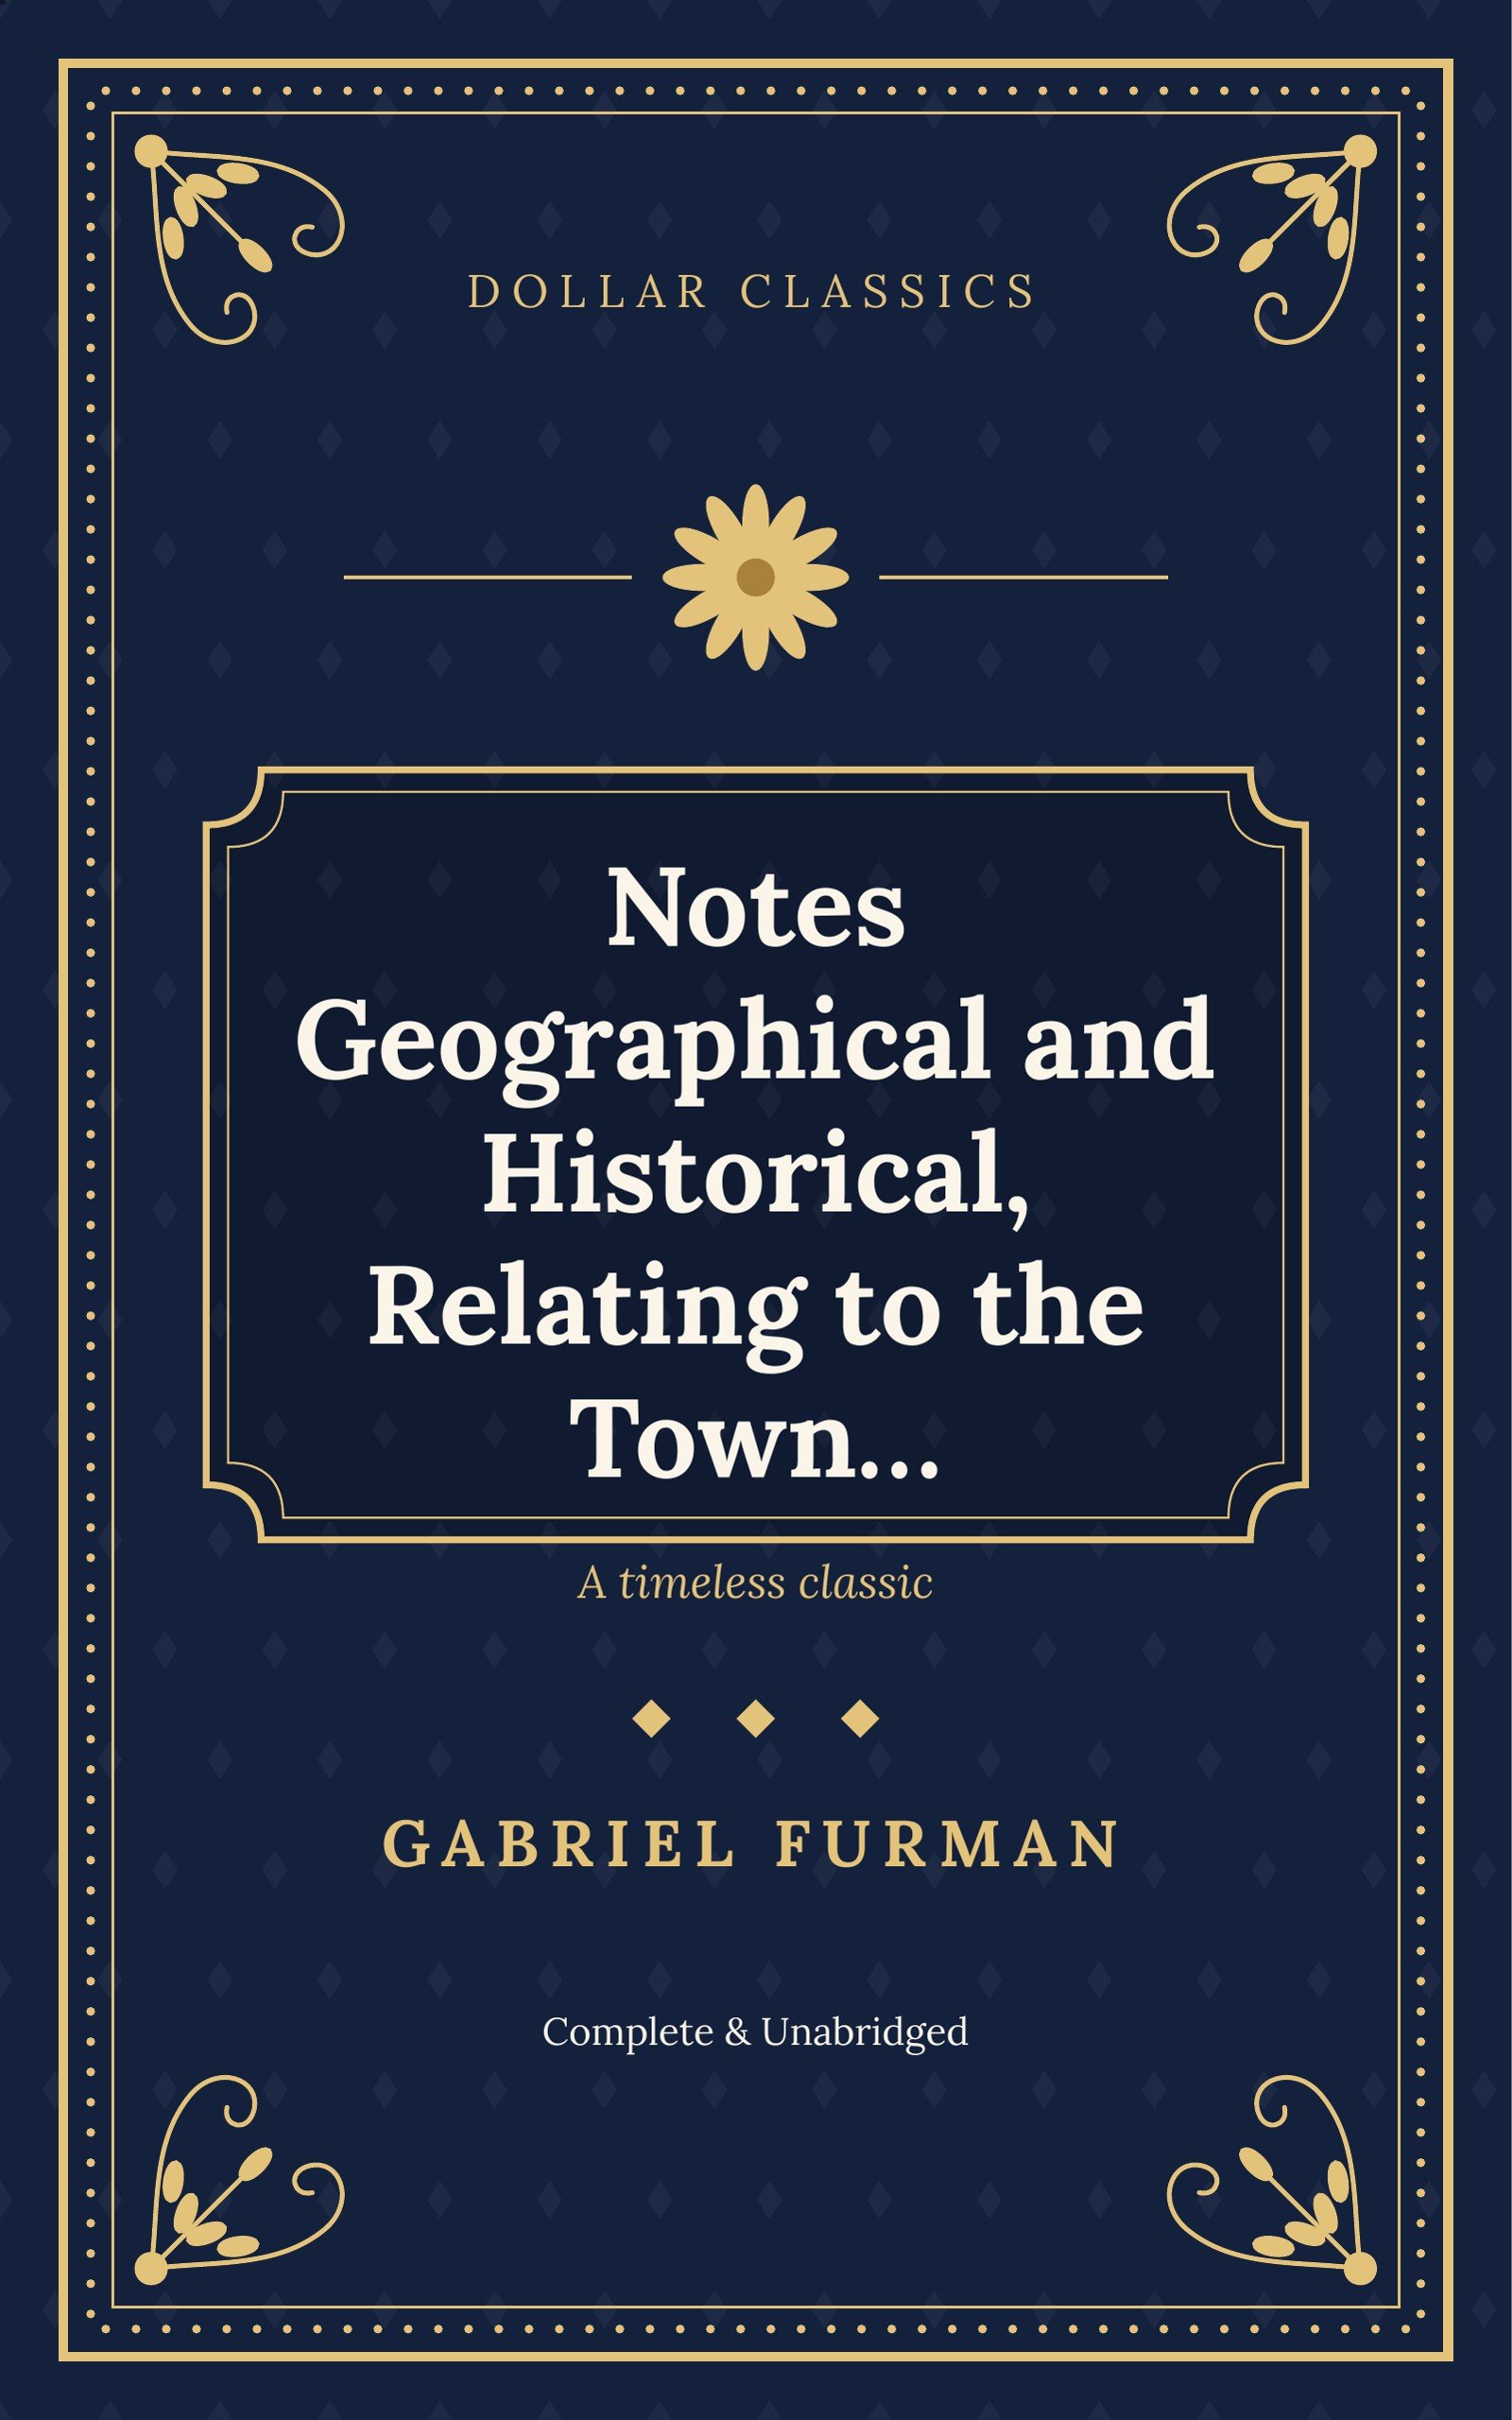 DOLLAR CLASSICS
Notes
Geographical and
Historical,
Relating to the
Town...
A timeless classic
GABRIEL FURMAN
Complete & Unabridged